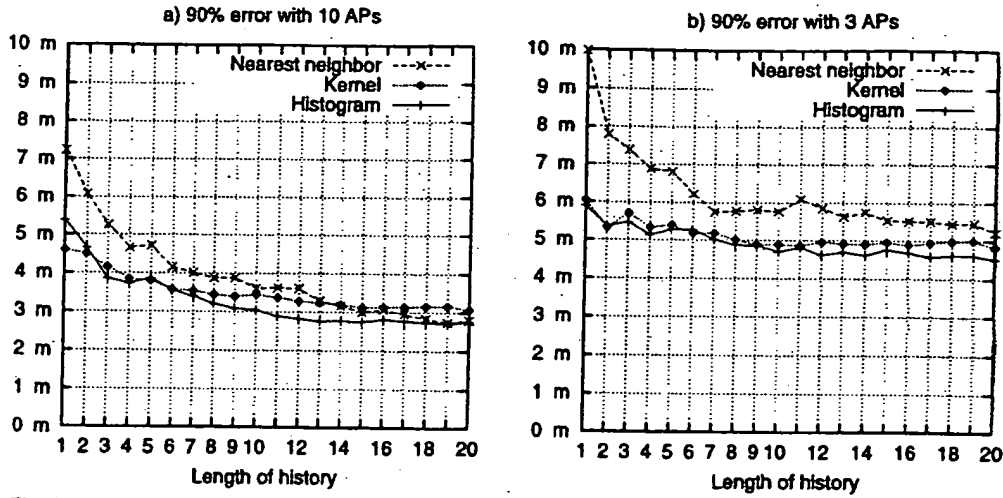 a) 90% error with 10 APs
10 m
9 m
8 m
7 m
6 m
5 m
4 m
3 m
2 m
1 m
0 m
Nearest neighbor
Kernel
Histogram
1 2 3 4 5 6 7 8 9 10 12 14 16 18 20
Length of history
b) 90% error with 3 APs
10 m
9 m
8 m
7 m
6 m
5 m
4 m
3 m
2 m
1 m
0 m
Nearest neighbor
Kernel
Histogram
1 2 3 4 5 6 7 8 9 10 12 14 16 18 20
Length of history